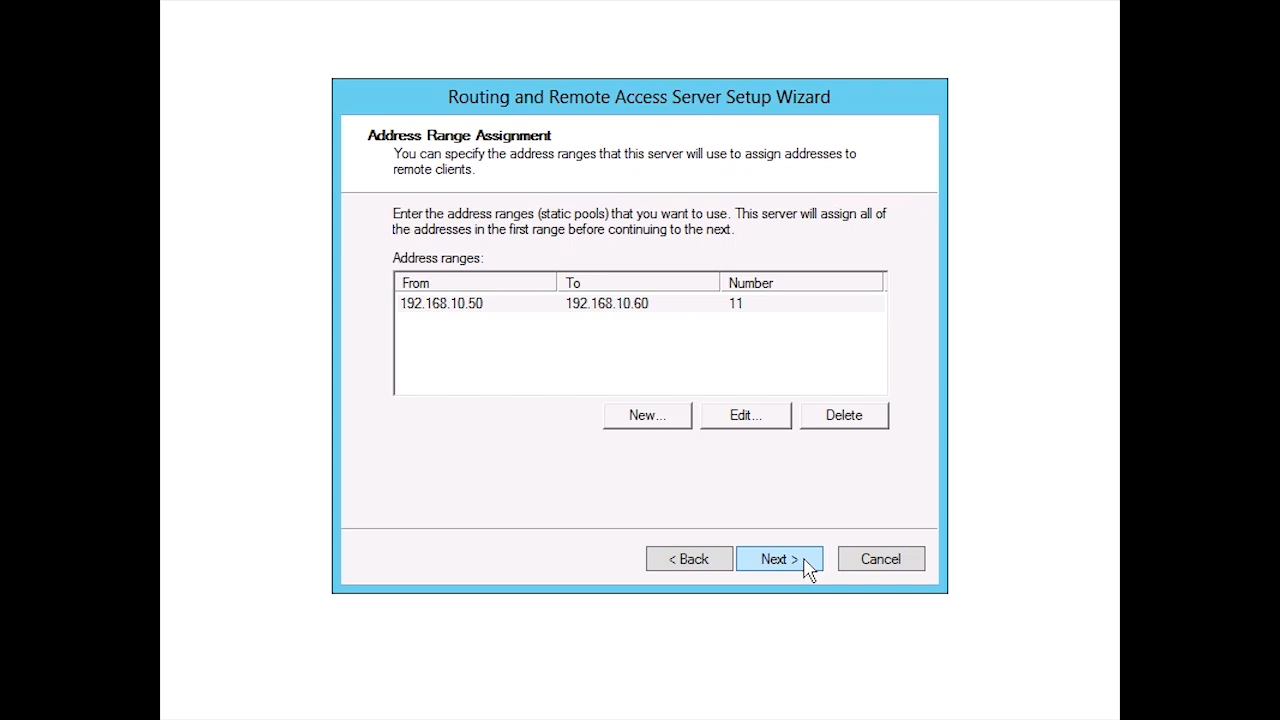 Routing and Remote Access Server Setup Wizard
Address Range Assignment
You can specify the address ranges that this server will use to assign addresses to
remote clients.
Enter the address ranges (static pools) that you want to use. This server will assign all of
the addresses in the first range before continuing to the next.
Address ranges:
From To Number
192.168.10.50 192.168.10.60 11
New... Edit... Delete
< Back Next > Cancel